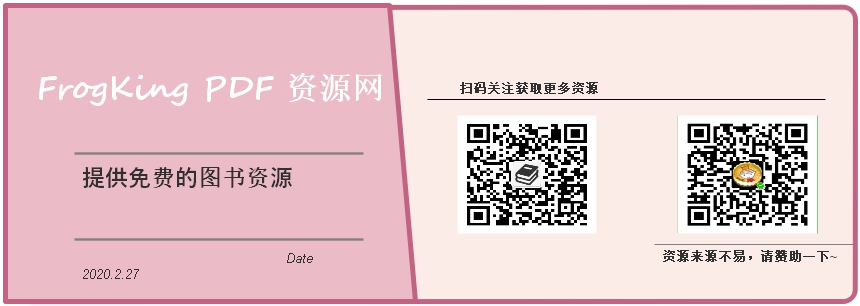 FrogKing PDF 资源网
提供免费的图书资源
Date
2020.2.27
扫码关注获取更多资源
资源来源不易，请赞助一下~